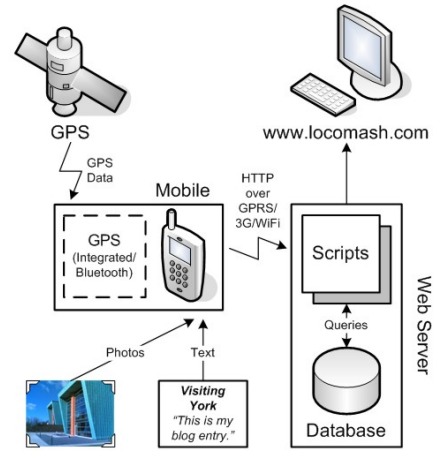 GPS
www.locomash.com
GPS
Data
Mobile
HTTP
over
GPRS/
3G/WiFi
GPS
(Integrated/
Bluetooth)
Scripts
Web Server
Queries
Photos
Text
Visiting
York
"This is my
blog entry."
Database